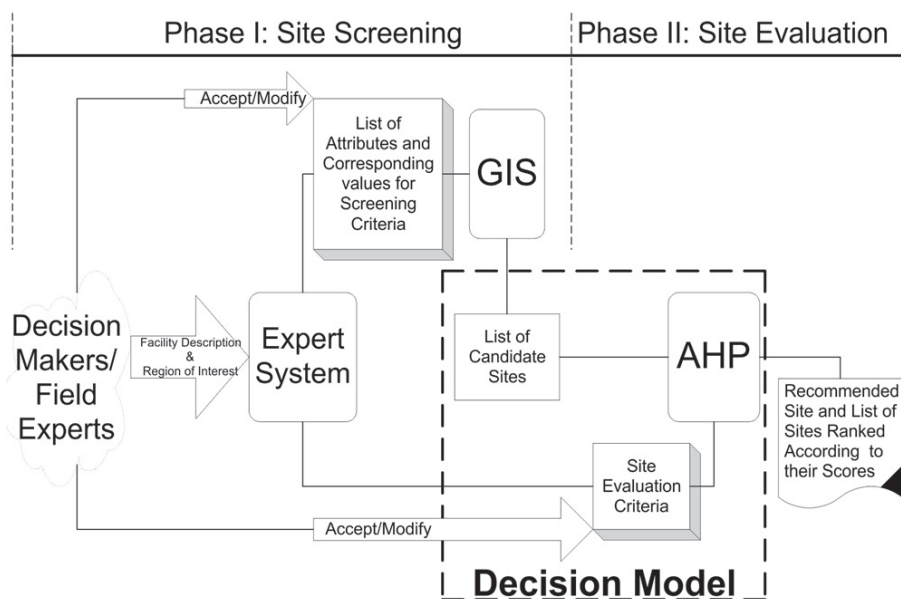 Phase I: Site Screening
Phase II: Site Evaluation
Accept/Modify
List of
Attributes and
Corresponding
values for
Screening
Criteria
GIS
Decision
Makers/
Field
Experts
Facility Description
&
Region of Interest
Expert
System
List of
Candidate
Sites
AHP
Recommended
Site and List of
Sites Ranked
According to
their Scores
Site
Evaluation
Criteria
Accept/Modify
Decision Model